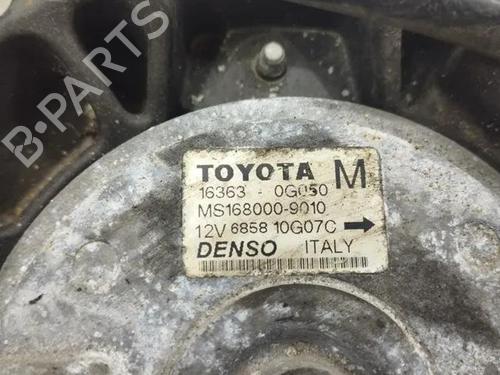 B-PARTS
TOYOTA M
16363 - 0G050
MS168000-9010
12V 6858 10G07C
DENSO ITALY